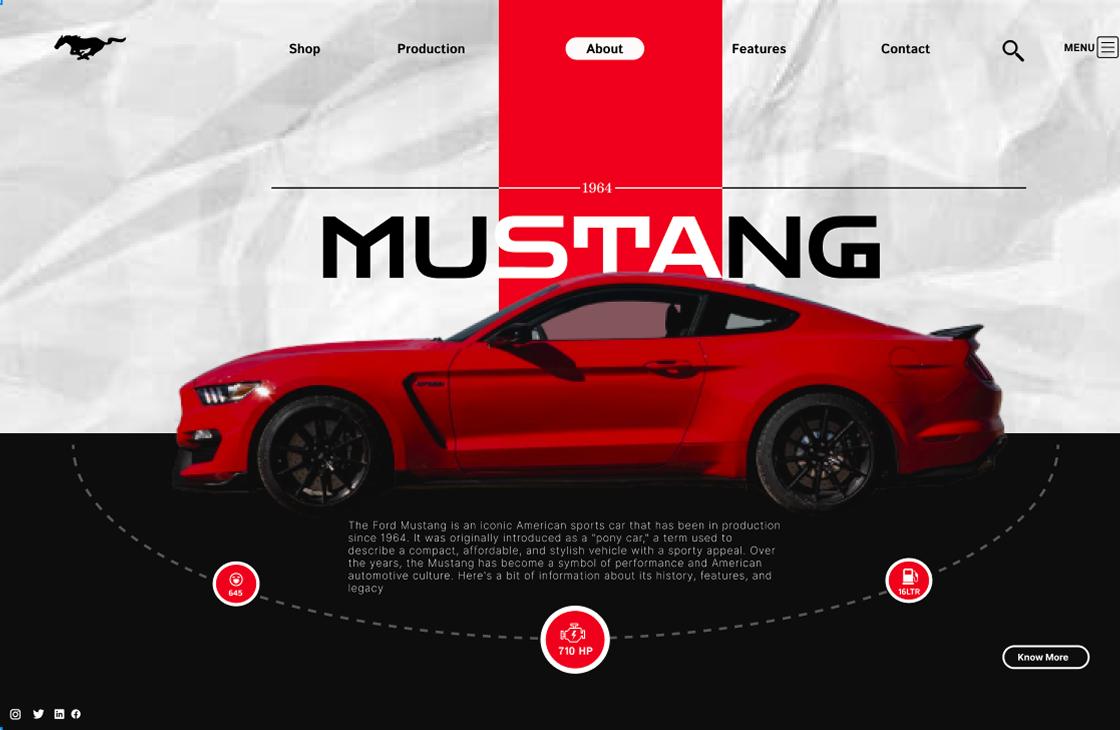 Shop
Production
About
Features
Contact
MENU
1964
MUSTANG
The Ford Mustang is an iconic American sports car that has been in production
since 1964. It was originally introduced as a "pony car," a term used to
describe a compact, affordable, and stylish vehicle with a sporty appeal. Over
the years, the Mustang has become a symbol of performance and American
automotive culture. Here's a bit of information about its history, features, and
legacy
645
16LTR
710 HP
Know More